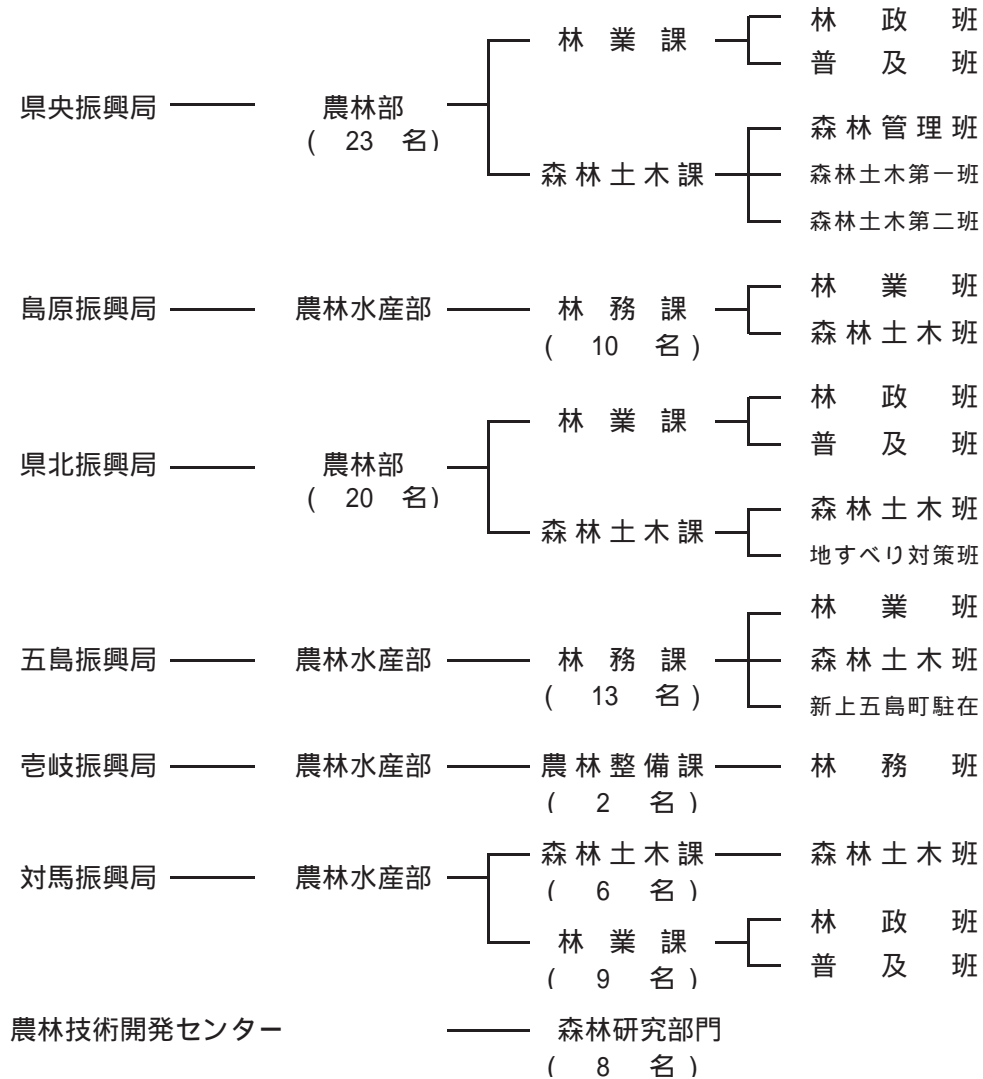 林政班
林業課
普及班
県央振興局 農林部
(23名)
森林管理班
森林土木課 森林土木第一班
森林土木第二班
林業班
島原振興局 農林水産部 林務課
(10名) 森林土木班
林政班
林業課
普及班
県北振興局 農林部
(20名)
森林土木班
森林土木課
地すべり対策班
林業班
五島振興局 農林水産部 林務課 森林土木班
(13名)
新上五島町駐在
壱岐振興局 農林水産部 農林整備課 林務班
(2名)
森林土木課 森林土木班
対馬振興局 農林水産部
(6名)
林政班
林業課
普及班
(9名)
農林技術開発センター 森林研究部門
(8名)